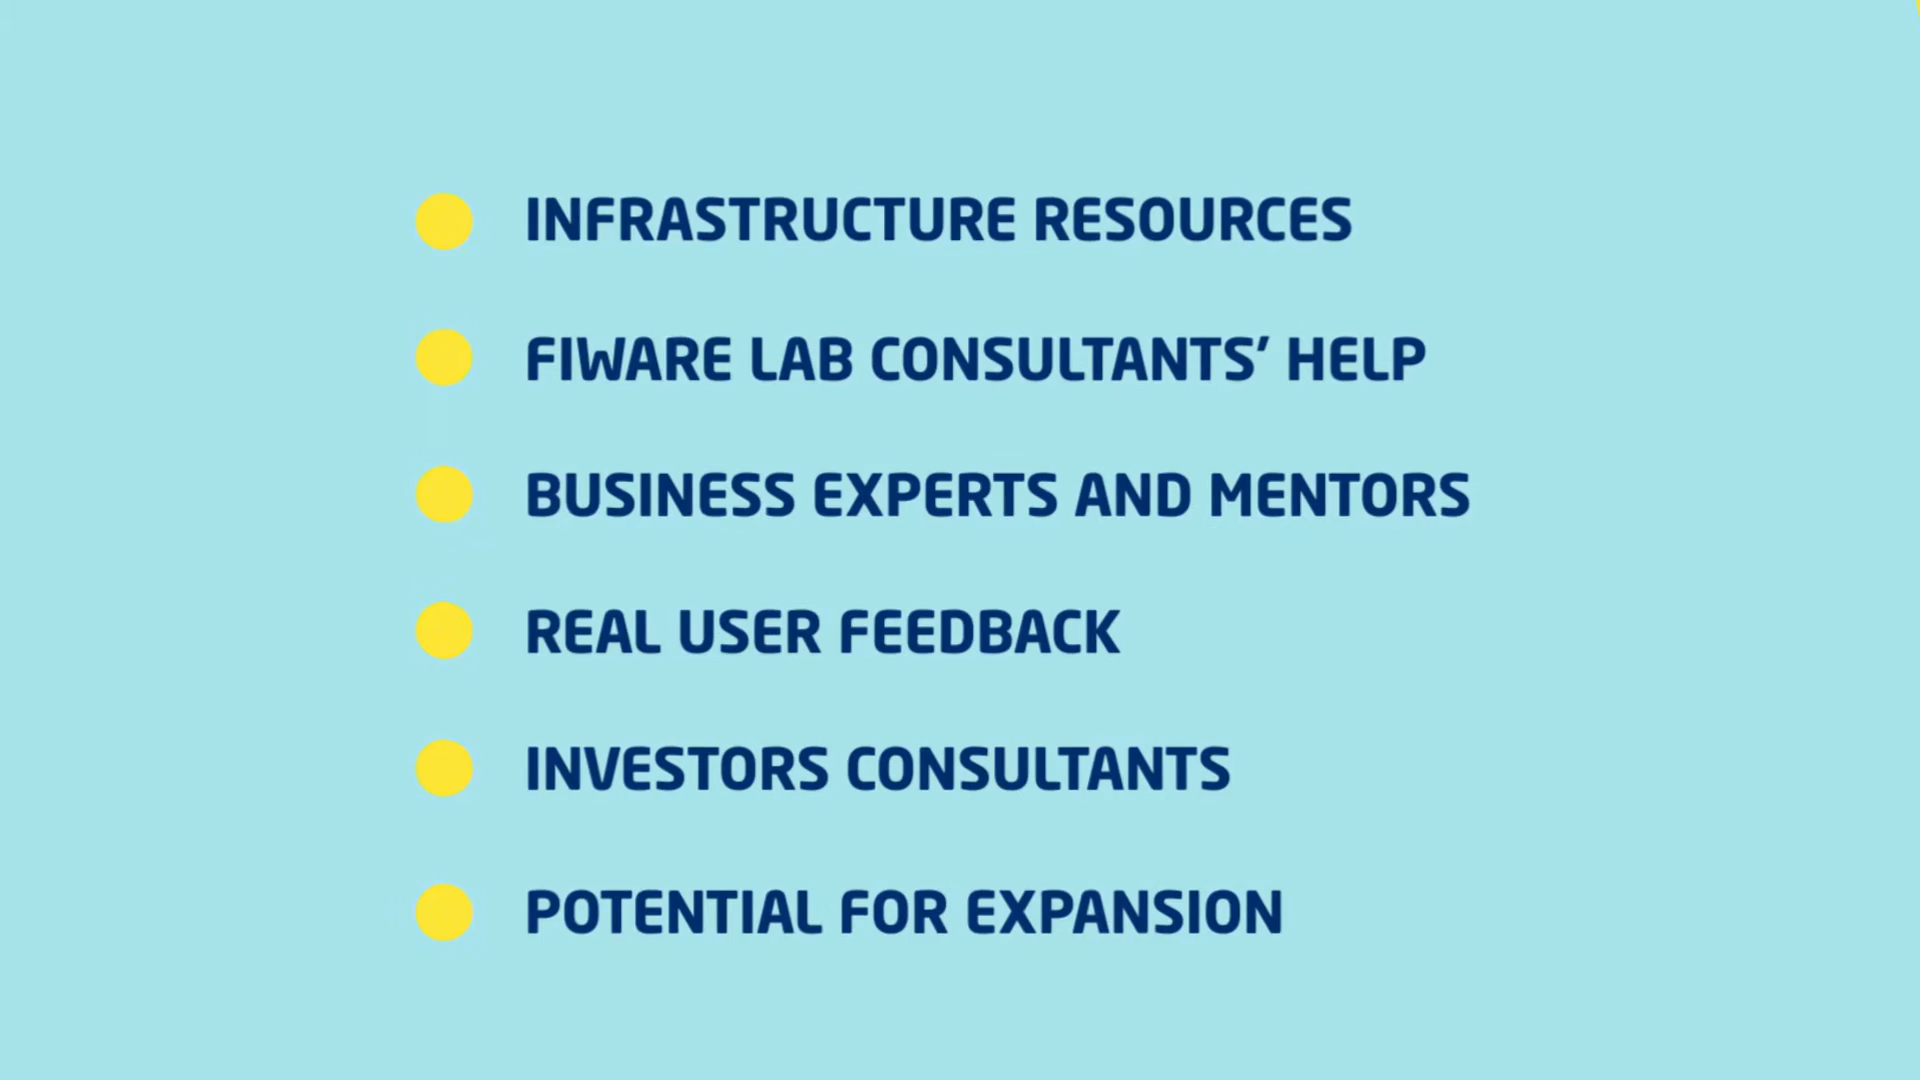 INFRASTRUCTURE RESOURCES
FIWARE LAB CONSULTANTS’ HELP
BUSINESS EXPERTS AND MENTORS
REAL USER FEEDBACK
INVESTORS CONSULTANTS
POTENTIAL FOR EXPANSION